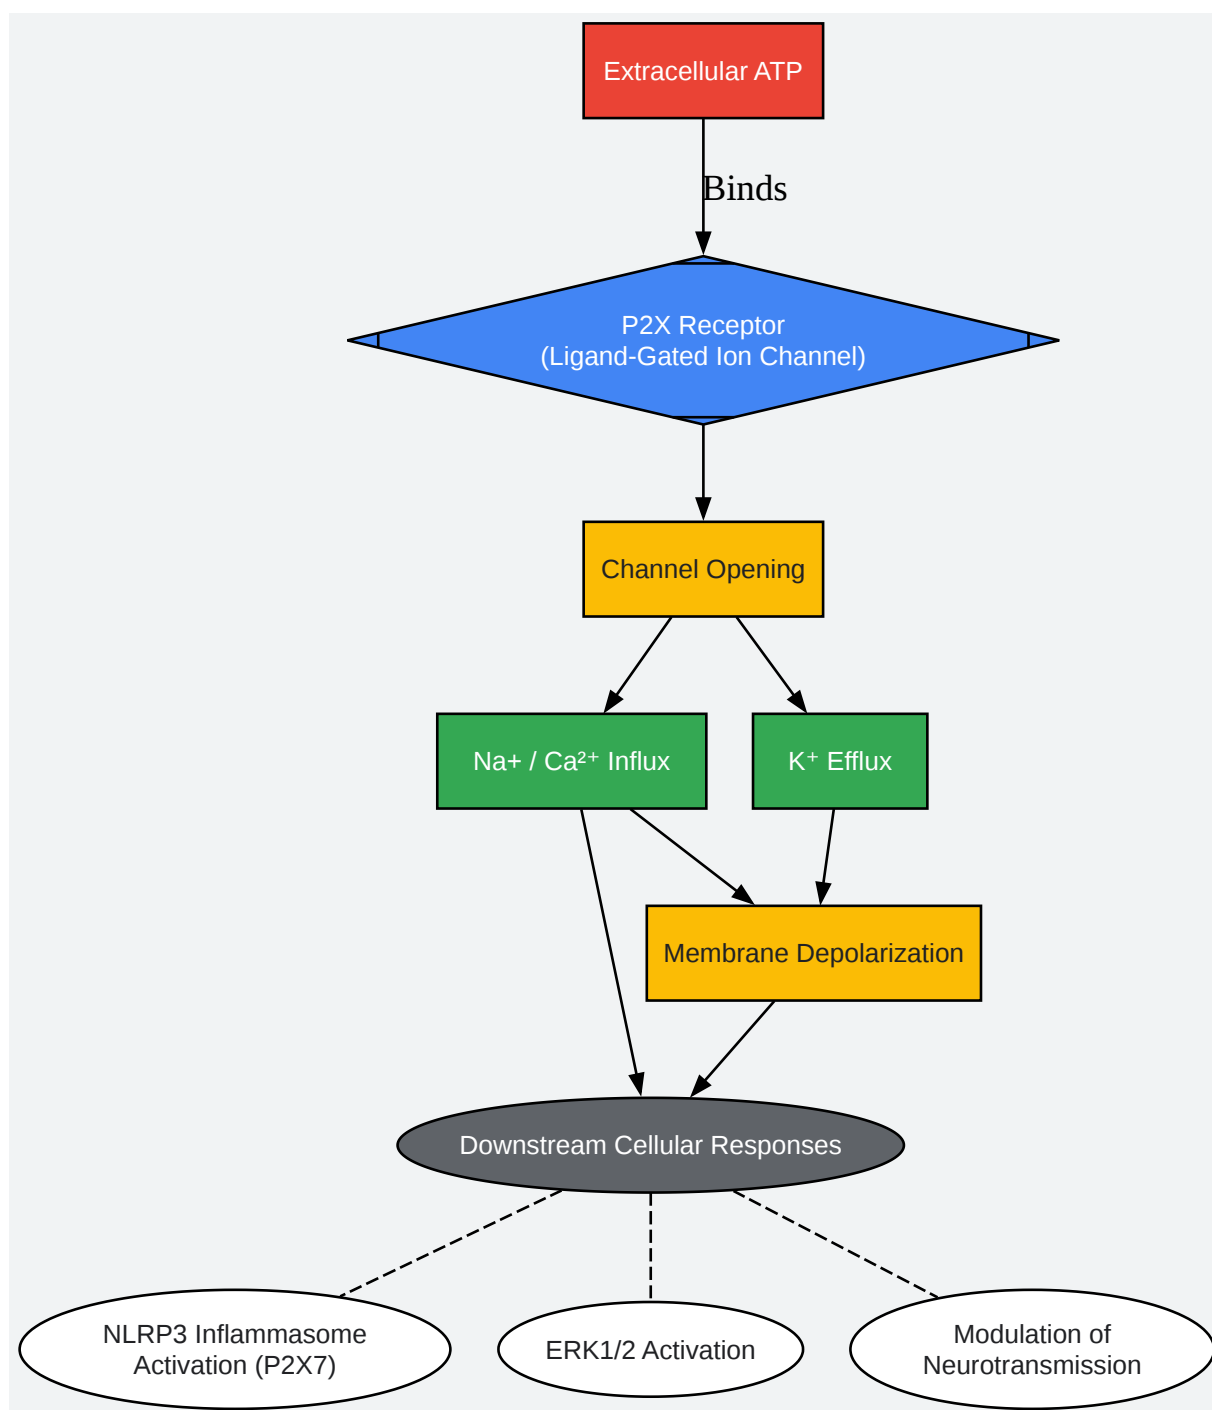 Extracellular ATP
Binds
P2X Receptor
(Ligand-Gated Ion Channel)
Channel Opening
Na+ / Ca²⁺ Influx
K⁺ Efflux
Membrane Depolarization
Downstream Cellular Responses
NLRP3 Inflammasome
Activation (P2X7)
ERK1/2 Activation
Modulation of
Neurotransmission